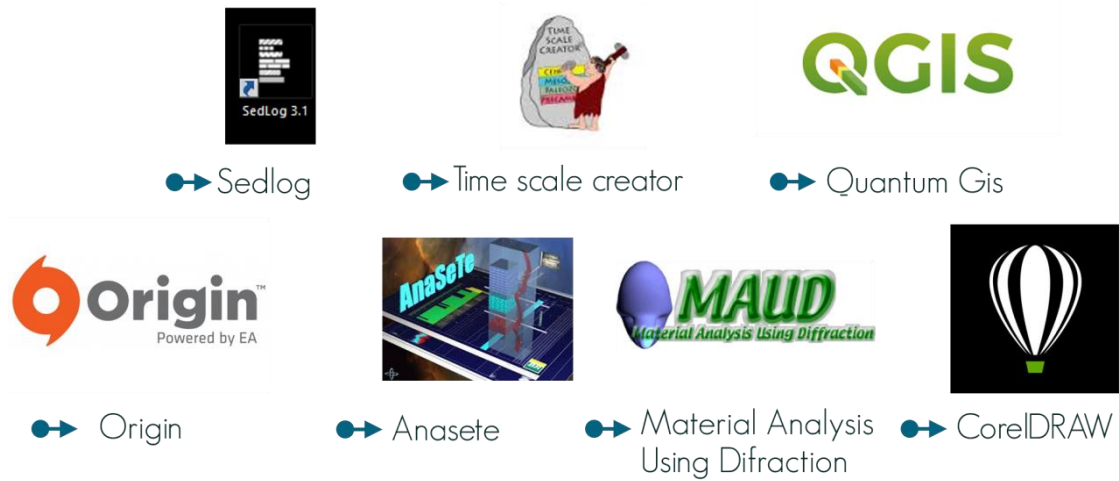 SedLog 3.1
TIME
SCALE
CREATOR
QGIS
Sedlog
Time scale creator
Quantum Gis
Origin™
Powered by EA
AnaSeTe
MAUD
Material Analysis Using Diffraction
Origin
Anasete
Material Analysis
Using Difraction
CorelDRAW